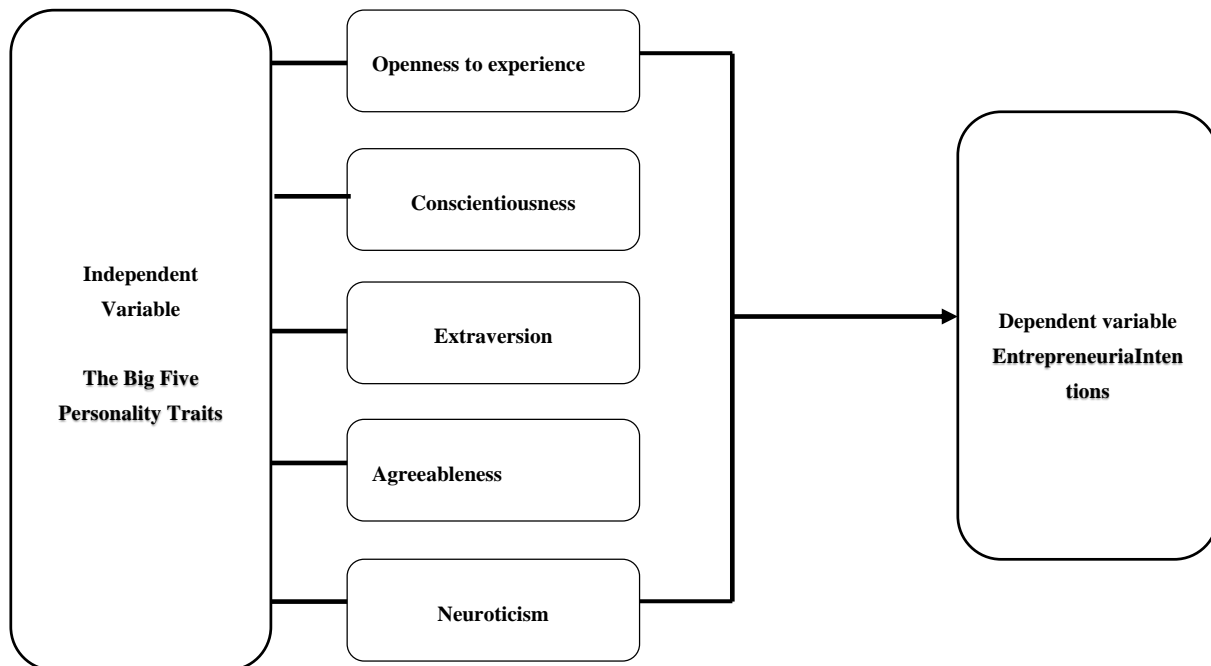 Independent
Variable
The Big Five
Personality Traits
Openness to experience
Conscientiousness
Extraversion
Agreeableness
Neuroticism
Dependent variable
EntrepreneuriaInten
tions